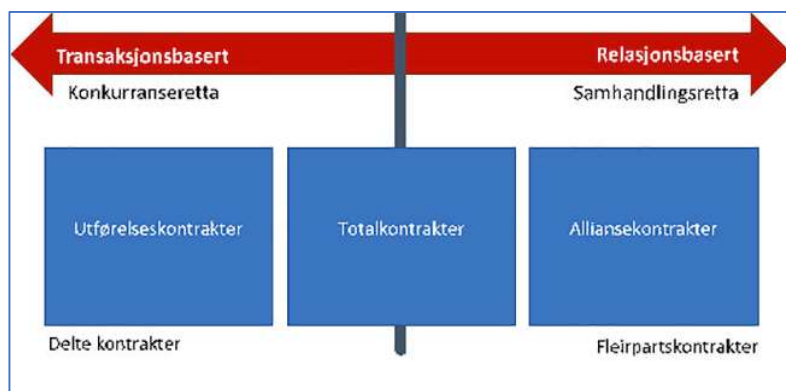 Transaksjonsbasert
Relasjonsbasert
Konkurranseretta
Samhandlingsretta
Utførelseskontrakter
Totalkontrakter
Alliansekontrakter
Delte kontrakter
Fleirpartskontrakter